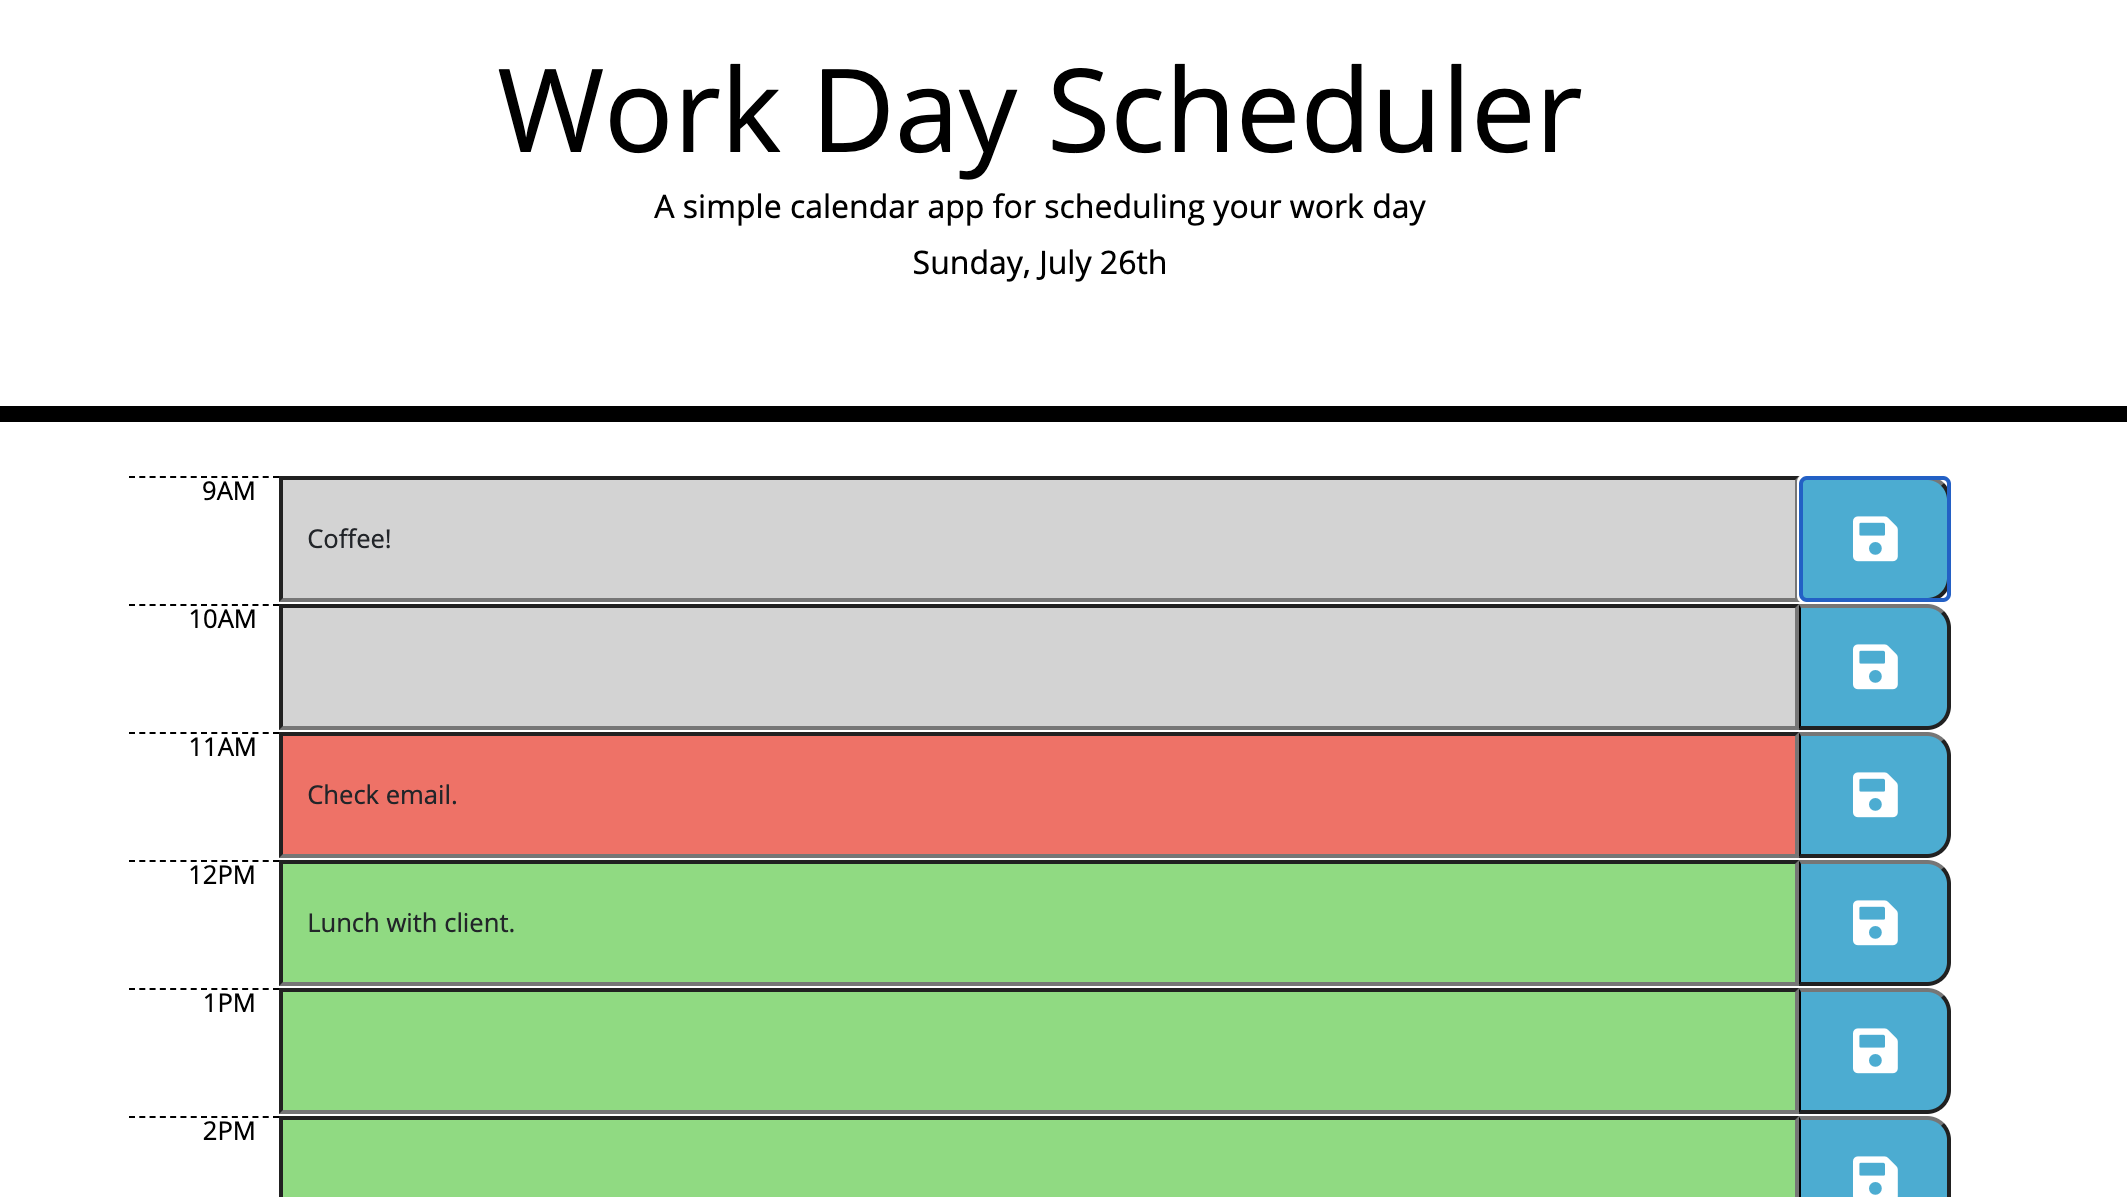 Work Day Scheduler
A simple calendar app for scheduling your work day
Sunday, July 26th
9AM
Coffee!
10AM
11AM
Check email.
12PM
Lunch with client.
1PM
2PM